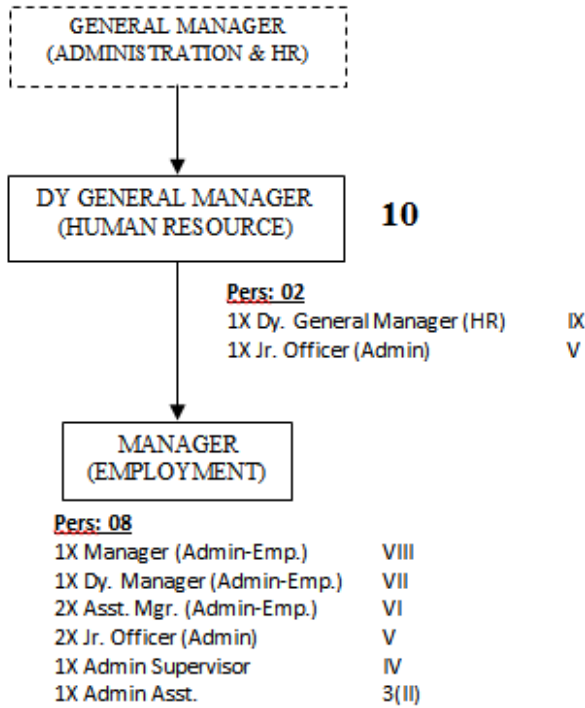 GENERAL MANAGER
(ADMINISTRATION & HR)
DY GENERAL MANAGER
(HUMAN RESOURCE)
10
Pers: 02
1X Dy. General Manager (HR) IX
1X Jr. Officer (Admin) V
MANAGER
(EMPLOYMENT)
Pers: 08
1X Manager (Admin-Emp.) VIII
1X Dy. Manager (Admin-Emp.) VII
2X Asst. Mgr. (Admin-Emp.) VI
2X Jr. Officer (Admin) V
1X Admin Supervisor IV
1X Admin Asst. 3(II)